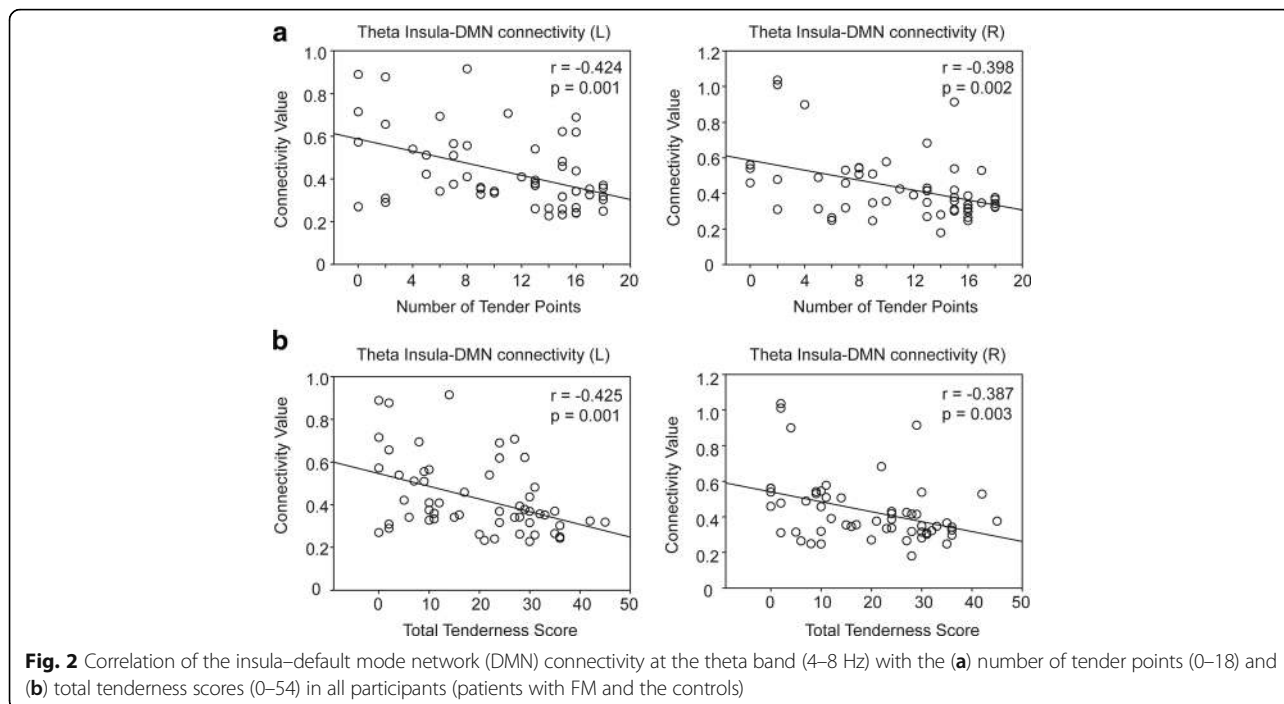 a
Theta Insula-DMN connectivity (L)
r = -0.424
p = 0.001
Connectivity Value
1.0
0.8
0.6
0.4
0.2
0
0 4 8 12 16 20
Number of Tender Points
Theta Insula-DMN connectivity (R)
r = -0.398
p = 0.002
Connectivity Value
1.2
1.0
0.8
0.6
0.4
0.2
0
0 4 8 12 16 20
Number of Tender Points
b
Theta Insula-DMN connectivity (L)
r = -0.425
p = 0.001
Connectivity Value
1.0
0.8
0.6
0.4
0.2
0
0 10 20 30 40 50
Total Tenderness Score
Theta Insula-DMN connectivity (R)
r = -0.387
p = 0.003
Connectivity Value
1.2
1.0
0.8
0.6
0.4
0.2
0
0 10 20 30 40 50
Total Tenderness Score
Fig. 2 Correlation of the insula–default mode network (DMN) connectivity at the theta band (4–8 Hz) with the (a) number of tender points (0–18) and
(b) total tenderness scores (0–54) in all participants (patients with FM and the controls)